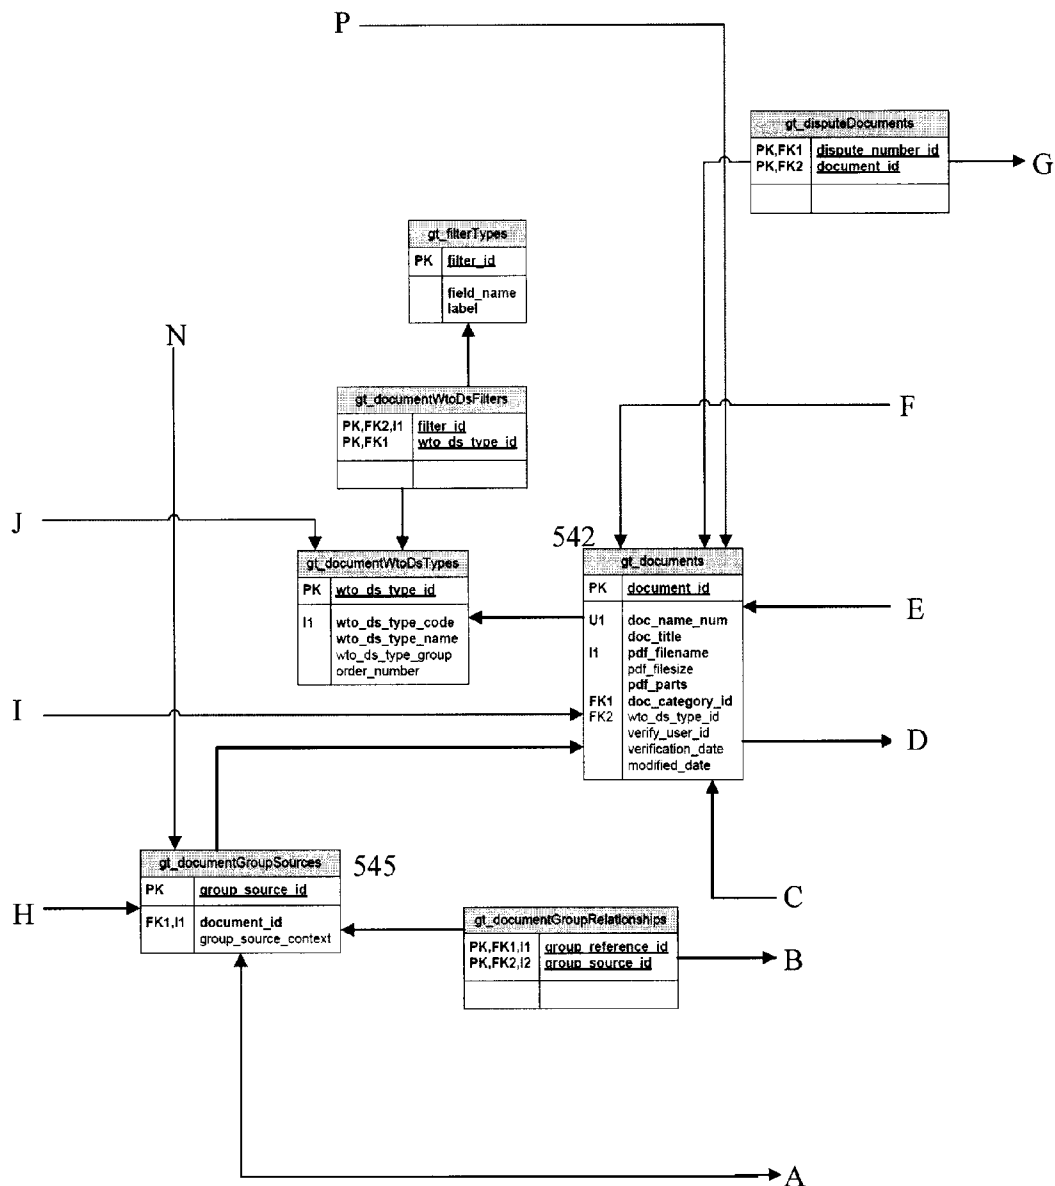 P
gt_disputeDocuments
PK,FK1 dispute_number_id
PK,FK2 document_id
G
gt_filterTypes
PK filter_id
field_name
label
N
gt_documentWtoDsFilters
PK,FK2,I1 filter_id
PK,FK1 wto_ds_type_id
F
J
542
gt_documentWtoDsTypes
PK wto_ds_type_id
I1 wto_ds_type_code
wto_ds_type_name
wto_ds_type_group
order_number
gt_documents
PK document_id
U1 doc_name_num
doc_title
I1 pdf_filename
pdf_filesize
pdf_parts
FK1 doc_category_id
FK2 wto_ds_type_id
verify_user_id
verification_date
modified_date
E
I
D
gt_documentGroupSources
545
PK group_source_id
FK1,I1 document_id
group_source_context
H
C
gt_documentGroupRelationships
PK,FK1,I1 group_reference_id
PK,FK2,I2 group_source_id
B
A